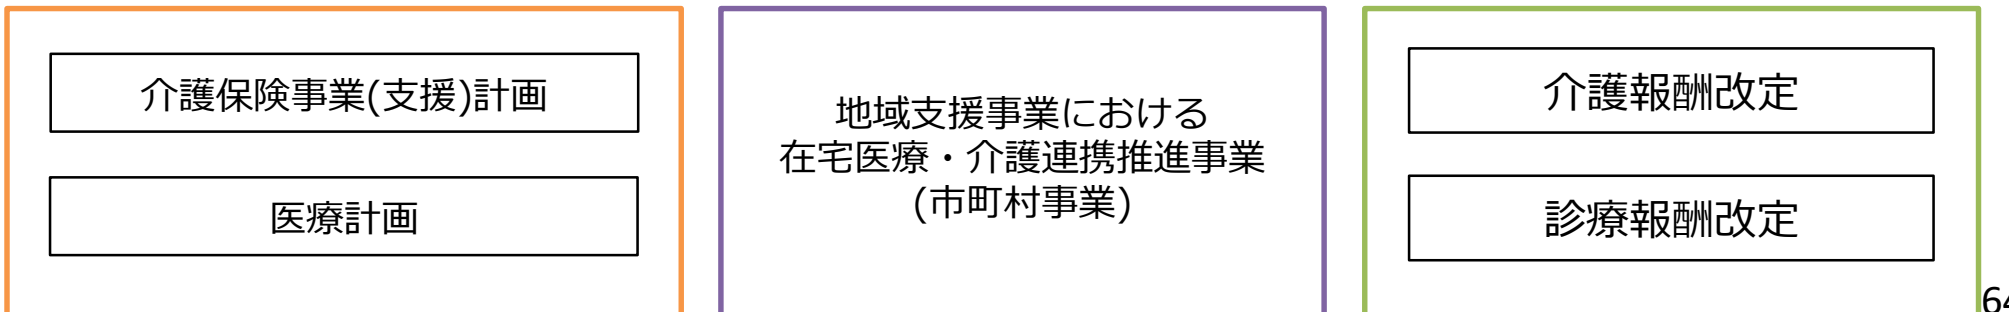 介護保険事業(支援)計画
医療計画
地域支援事業における
在宅医療・介護連携推進事業
(市町村事業)
介護報酬改定
診療報酬改定
64